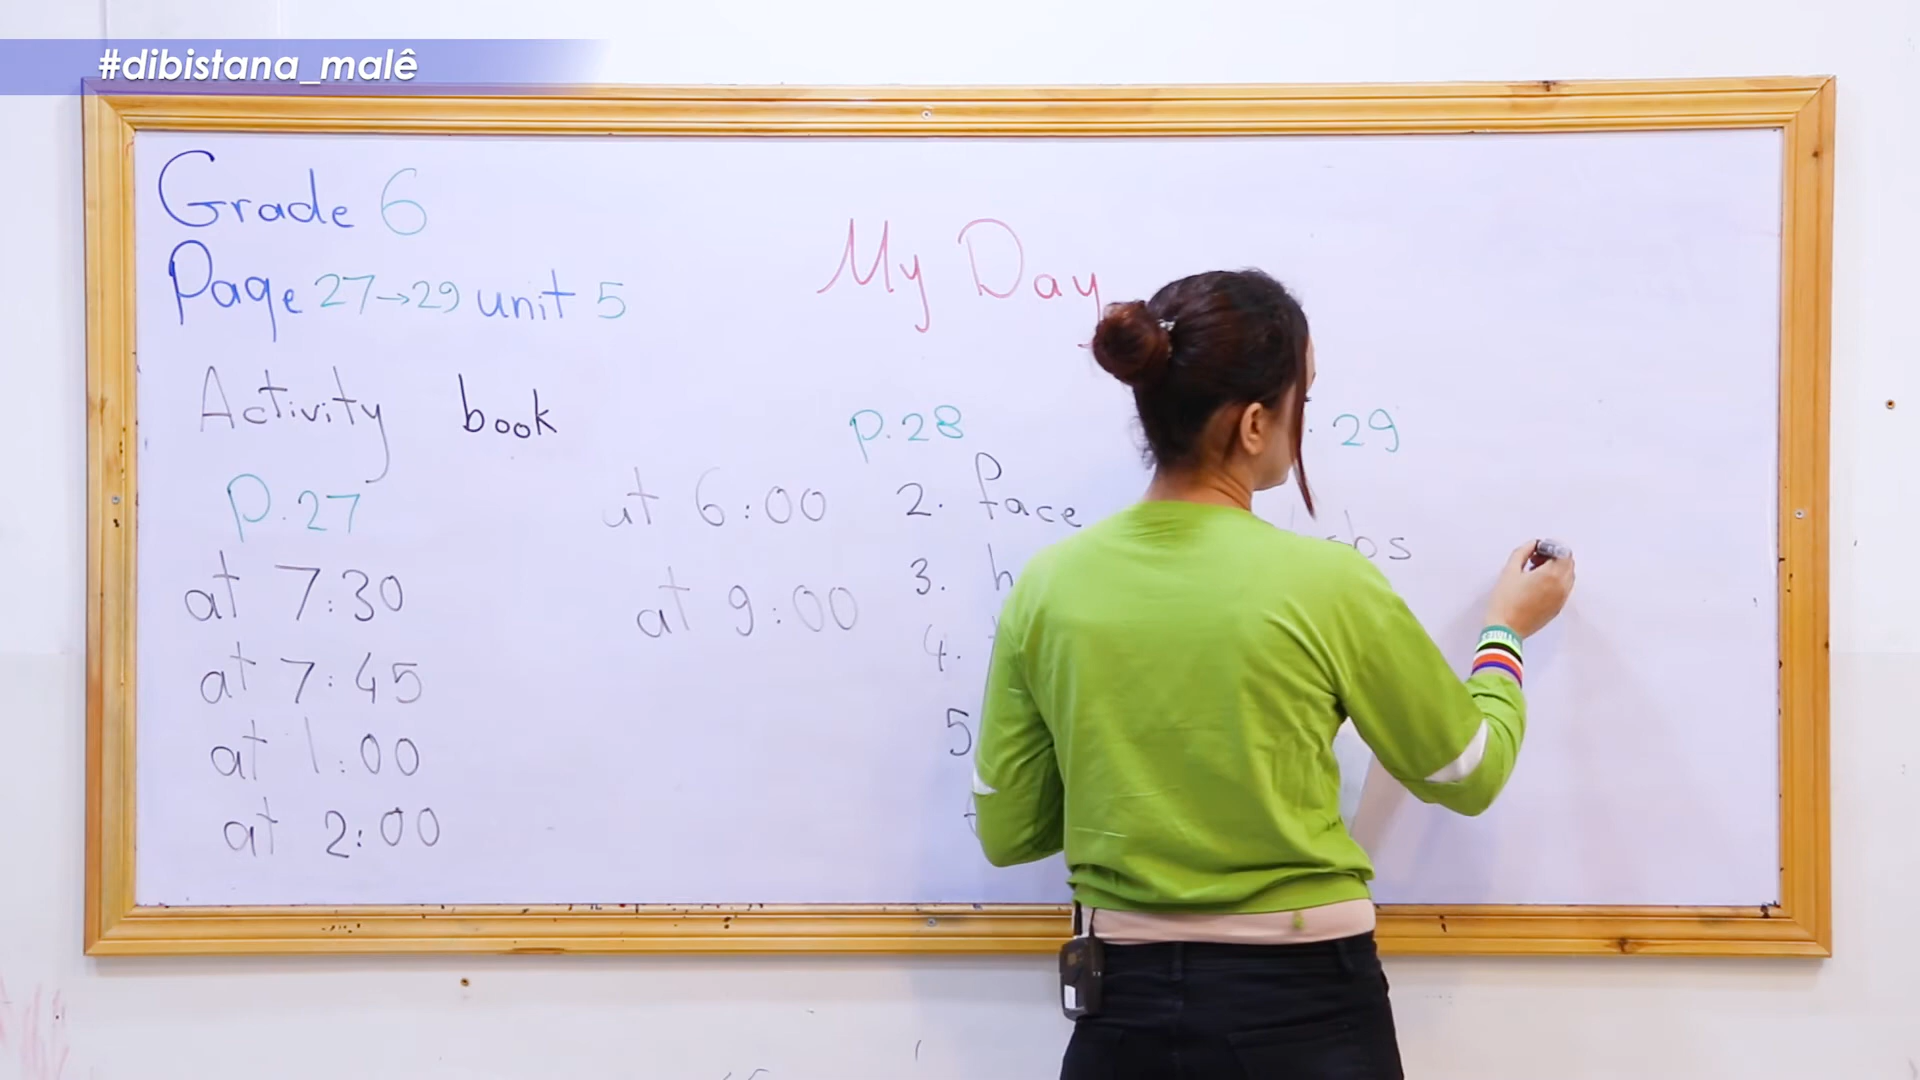 #dibistana_malê
Grade 6
Page 27→29 unit 5
My Day
Activity book
p.27
at 7:30
at 7:45
at 1:00
at 2:00
at 6:00
at 9:00
p.28
2. face
3.
4.
5
29